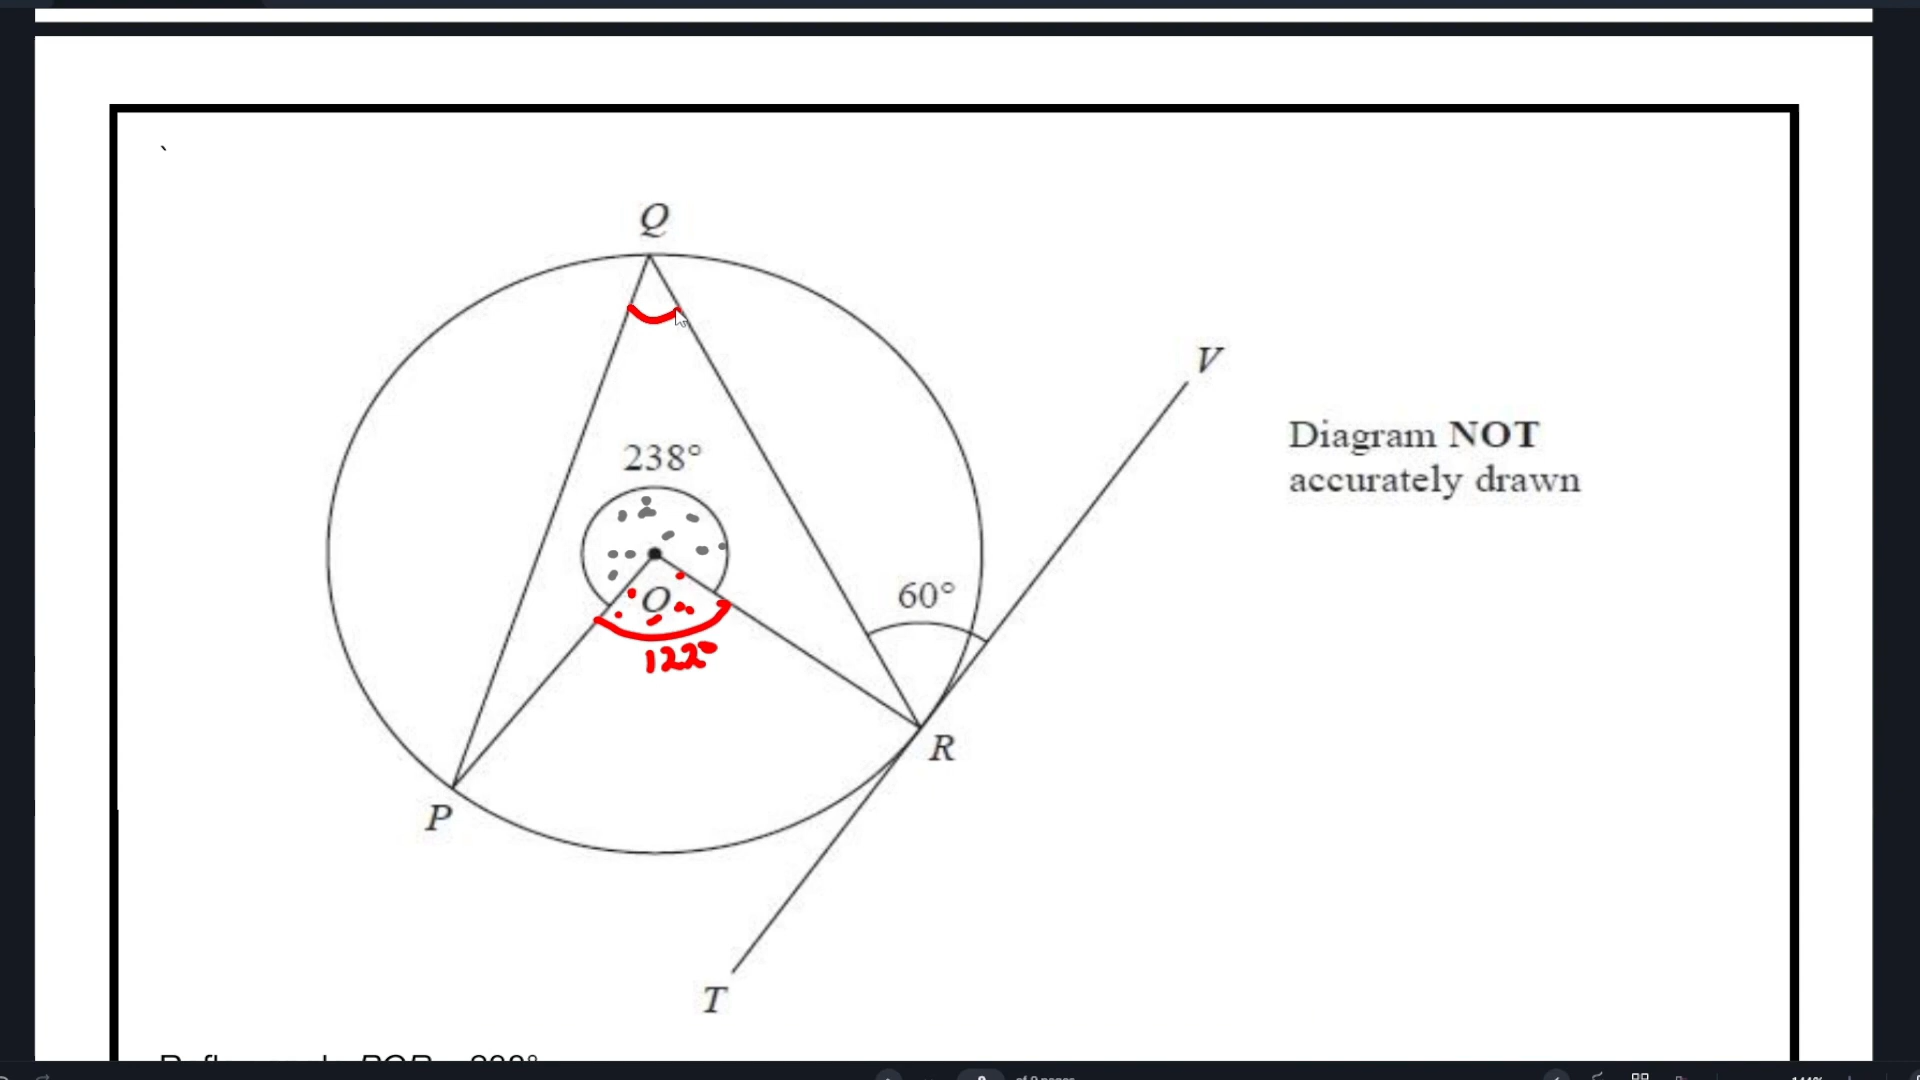 `
Q
V
Diagram NOT
accurately drawn
238°
60°
O
122°
R
P
T